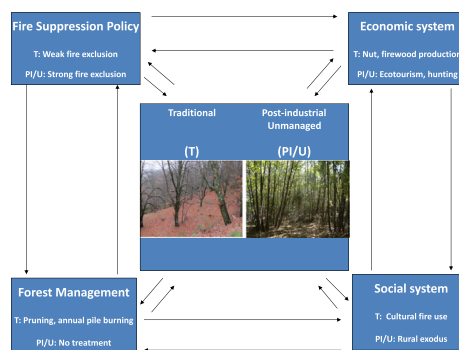 Fire Suppression Policy
T: Weak fire exclusion
PI/U: Strong fire exclusion
Economic system
T: Nut, firewood production
PI/U: Ecotourism, hunting
Traditional
(T)
Post-industrial
Unmanaged
(PI/U)
Forest Management
T: Pruning, annual pile burning
PI/U: No treatment
Social system
T: Cultural fire use
PI/U: Rural exodus